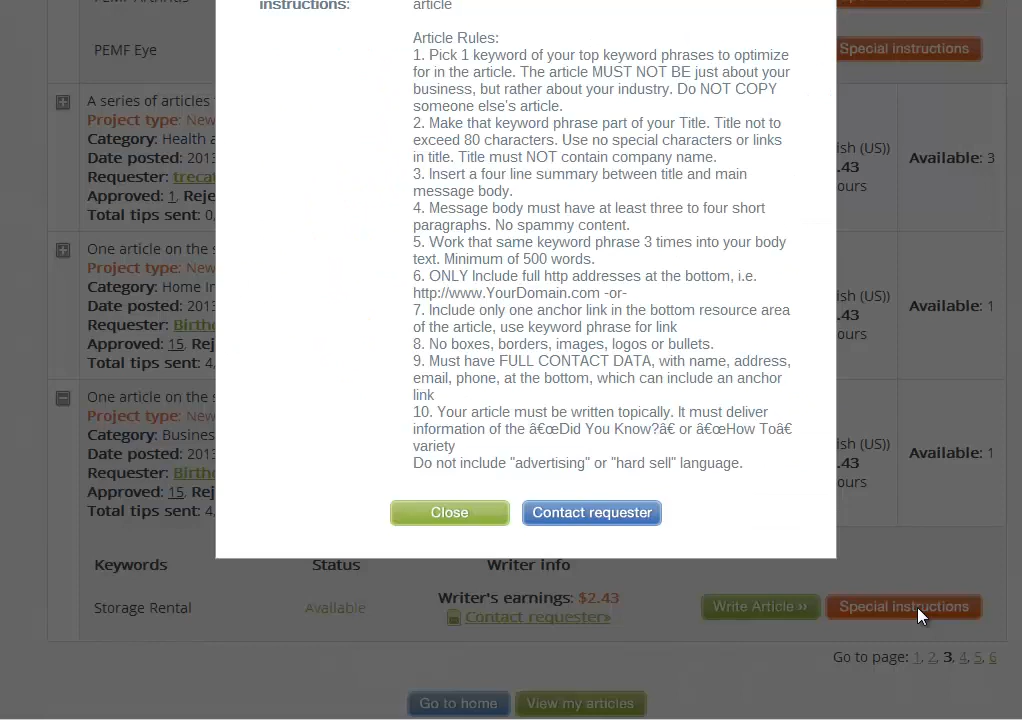 instructions:
article
PEMF Eye
Special instructions
Article Rules:
1. Pick 1 keyword of your top keyword phrases to optimize
for in the article. The article MUST NOT BE just about your
business, but rather about your industry. Do NOT COPY
someone else's article.
2. Make that keyword phrase part of your Title. Title not to
exceed 80 characters. Use no special characters or links
in title. Title must NOT contain company name.
3. Insert a four line summary between title and main
message body.
4. Message body must have at least three to four short
paragraphs. No spammy content.
5. Work that same keyword phrase 3 times into your body
text. Minimum of 500 words.
6. ONLY Include full http addresses at the bottom, i.e.
http://www.YourDomain.com -or-
7. Include only one anchor link in the bottom resource area
of the article, use keyword phrase for link
8. No boxes, borders, images, logos or bullets.
9. Must have FULL CONTACT DATA, with name, address,
email, phone, at the bottom, which can include an anchor
link
10. Your article must be written topically. It must deliver
information of the â€œDid You Know?â€ or â€œHow Toâ€
variety
Do not include "advertising" or "hard sell" language.
Close
Contact requester
A series of articles
Project type: New
Category: Health a
Date posted: 2013
Requester: treca
Approved: 1, Reje
Total tips sent: 0,
ish (US))
.43
ours
Available: 3
One article on the s
Project type: New
Category: Home I
Date posted: 2013
Requester: Birth
Approved: 15, Rej
Total tips sent: 4,
ish (US))
.43
ours
Available: 1
One article on the s
Project type: New
Category: Busines
Date posted: 2013
Requester: Birth
Approved: 15, Rej
Total tips sent: 4,
ish (US))
.43
ours
Available: 1
Keywords Status Writer info
Storage Rental Available
Writer's earnings: $2.43
Contact requester»
Write Article ›› Special instructions
Go to page: 1, 2, 3, 4, 5, 6
Go to home View my articles